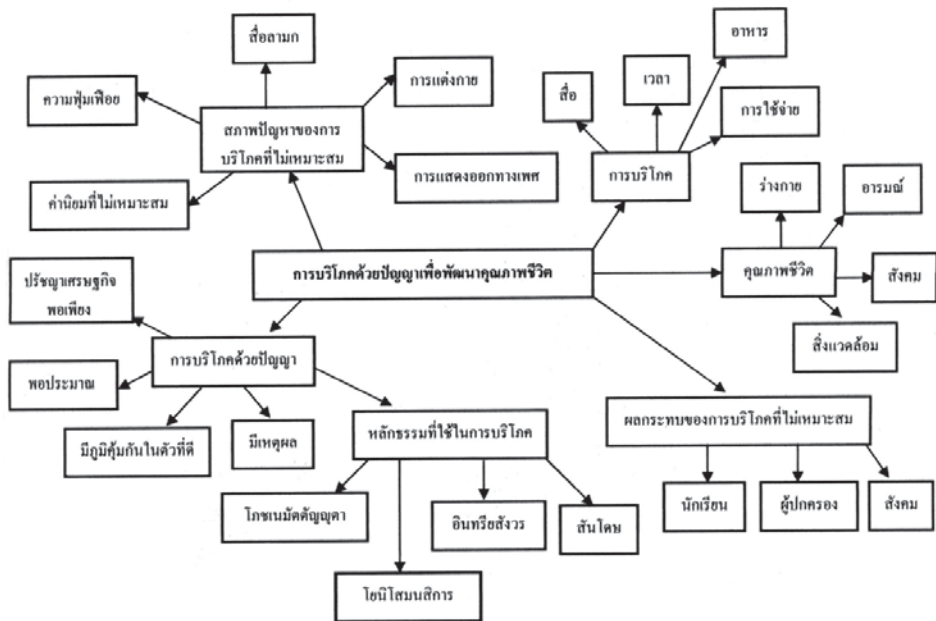 สื่อลามก
อาหาร
ความฟุ่มเฟือย
การแต่งกาย
สื่อ
เวลา
สภาพปัญหาของการ
บริโภคที่ไม่เหมาะสม
การใช้จ่าย
การแสดงออกทางเพศ
การบริโภค
ค่านิยมที่ไม่เหมาะสม
ร่างกาย
อารมณ์
การบริโภคด้วยปัญญาเพื่อพัฒนาคุณภาพชีวิต
คุณภาพชีวิต
สังคม
ปรัชญาเศรษฐกิจ
พอเพียง
สิ่งแวดล้อม
การบริโภคด้วยปัญญา
พอประมาณ
มีภูมิคุ้มกันในตัวที่ดี
มีเหตุผล
หลักธรรมที่ใช้ในการบริโภค
ผลกระทบของการบริโภคที่ไม่เหมาะสม
โภชเนมัตตัญญุตา
อินทรียสังวร
สันโดษ
นักเรียน
ผู้ปกครอง
สังคม
โยนิโสมนสิการ